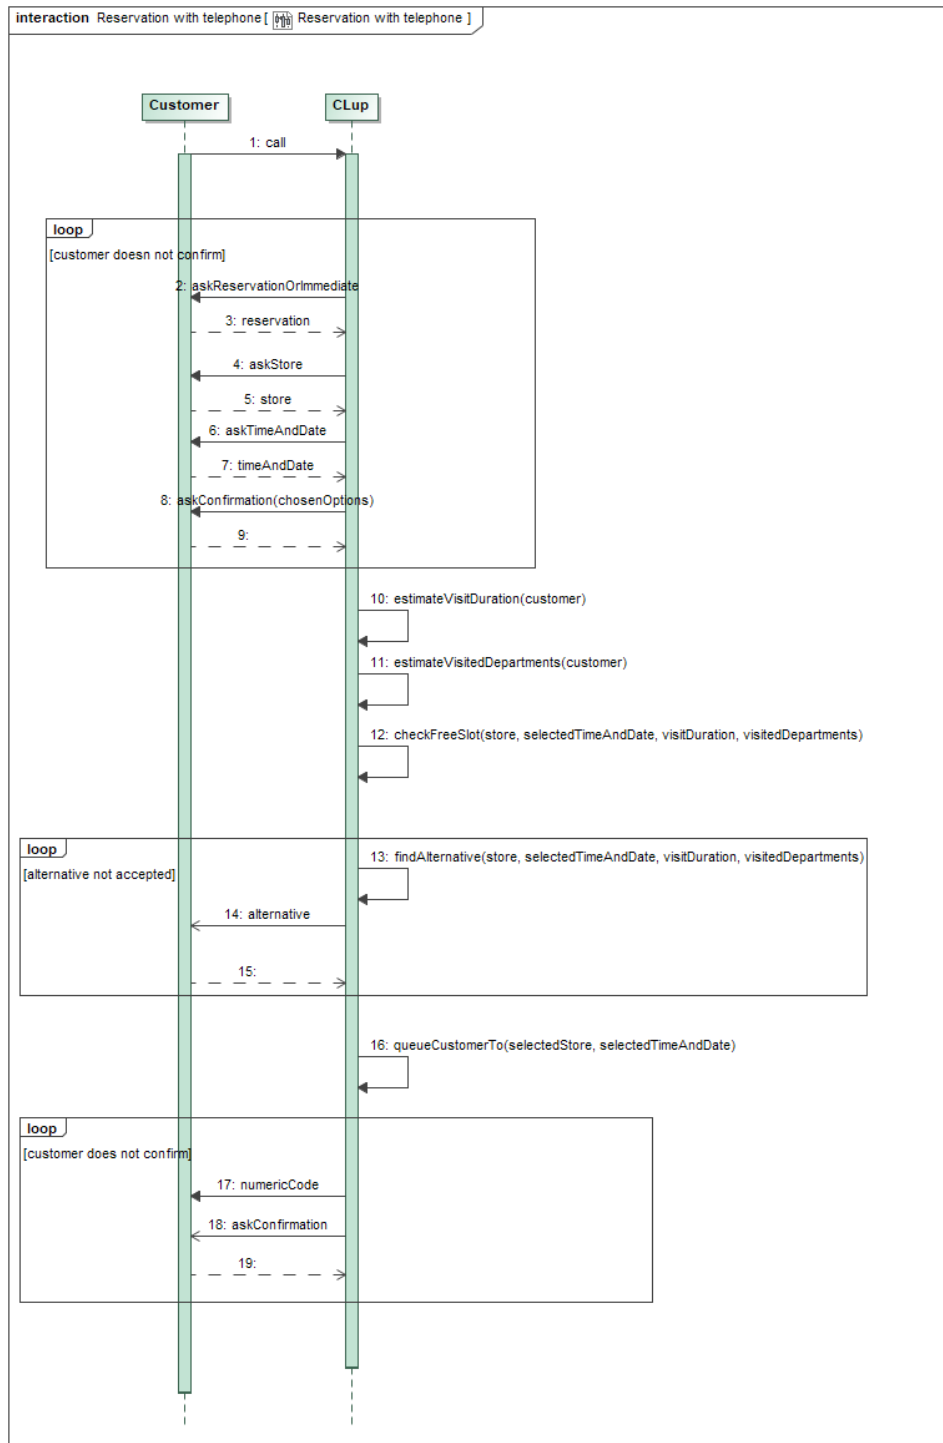 interaction Reservation with telephone [ Reservation with telephone ]
Customer
CLup
1: call
loop
[customer doesn not confirm]
2: askReservationOrImmediate
3: reservation
4: askStore
5: store
6: askTimeAndDate
7: timeAndDate
8: askConfirmation(chosenOptions)
9:
10: estimateVisitDuration(customer)
11: estimateVisitedDepartments(customer)
12: checkFreeSlot(store, selectedTimeAndDate, visitDuration, visitedDepartments)
loop
13: findAlternative(store, selectedTimeAndDate, visitDuration, visitedDepartments)
[alternative not accepted]
14: alternative
15:
16: queueCustomerTo(selectedStore, selectedTimeAndDate)
loop
[customer does not confirm]
17: numericCode
18: askConfirmation
19: